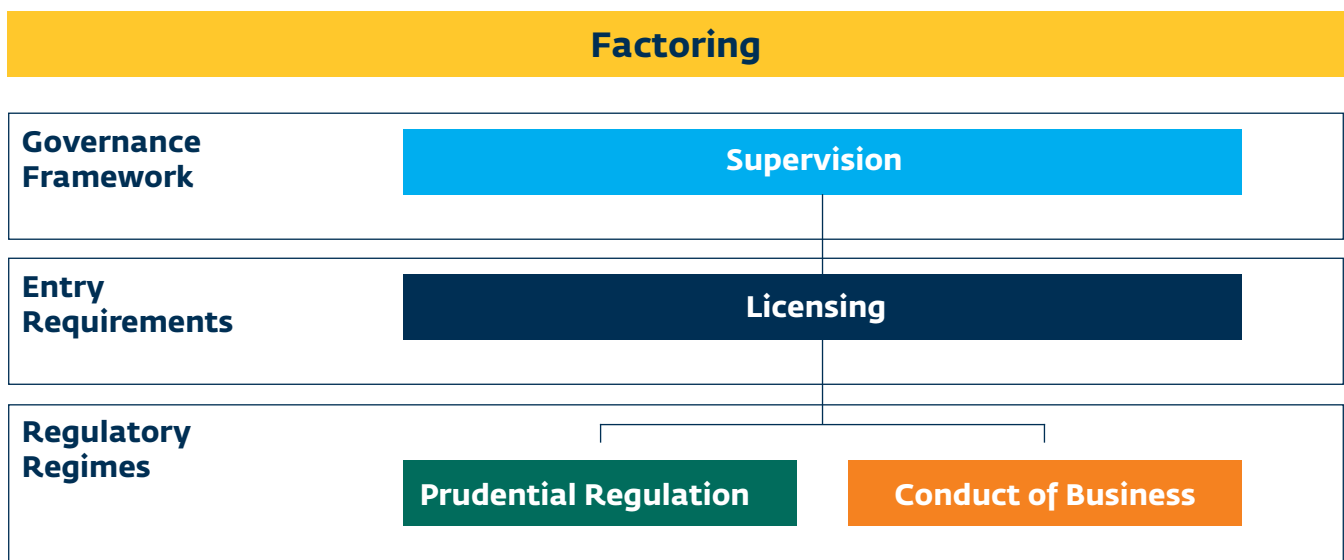 Factoring
Governance
Framework
Supervision
Entry
Requirements
Licensing
Regulatory
Regimes
Prudential Regulation
Conduct of Business